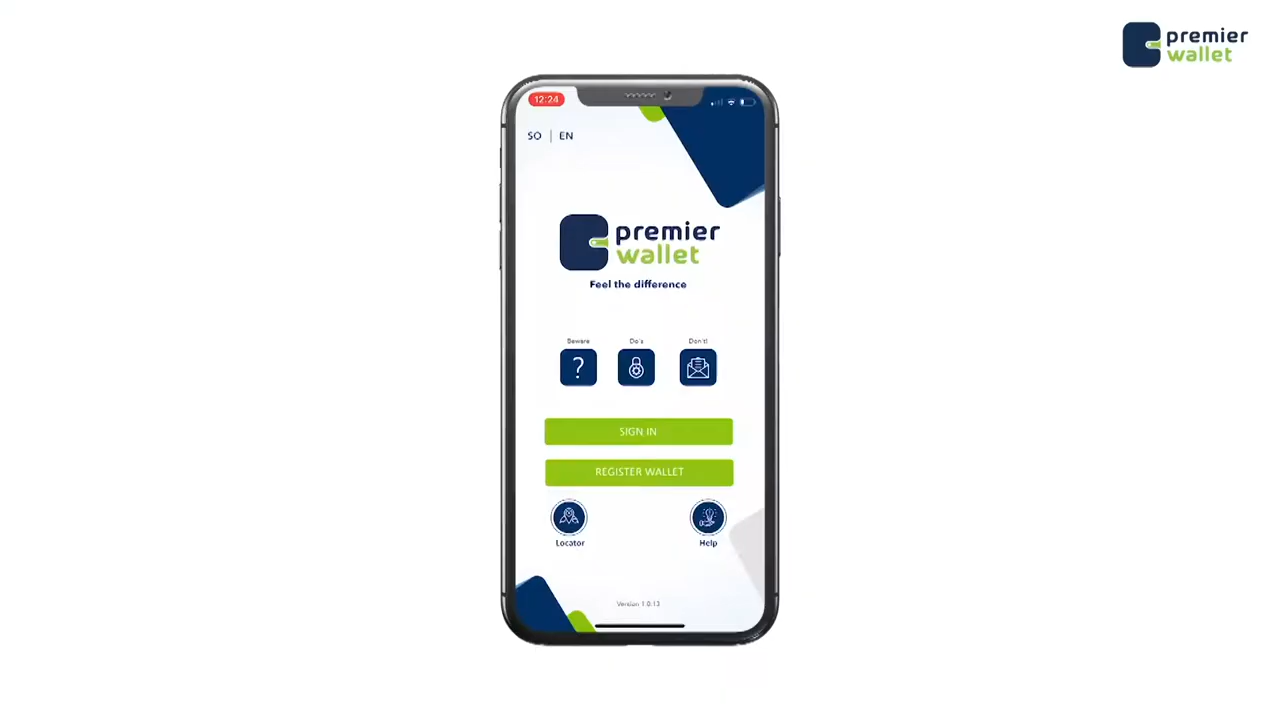 premier
wallet
12:24
SO | EN
premier
wallet
Feel the difference
Beware
Do's
Don't!
SIGN IN
REGISTER WALLET
Locator
Help
Version 1.0.13